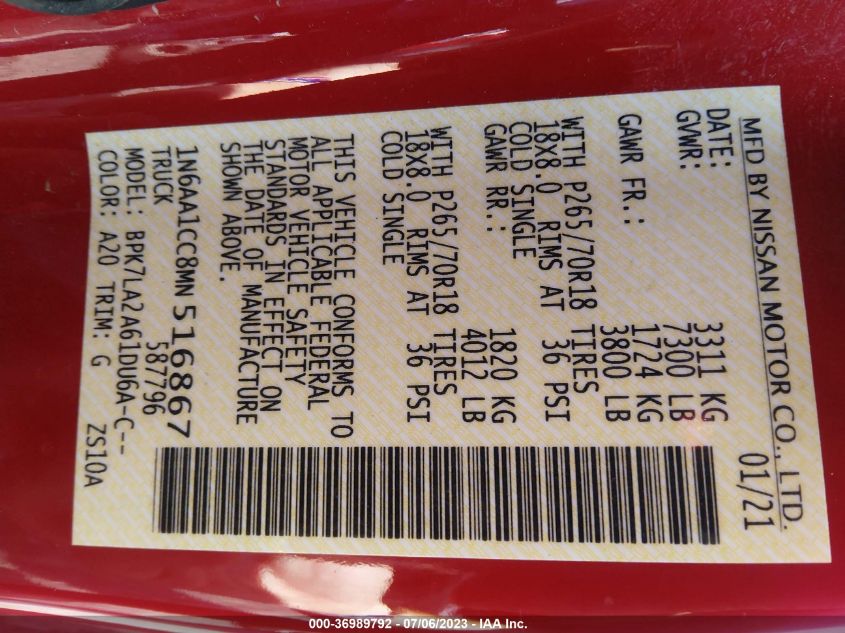 MFD BY NISSAN MOTOR CO., LTD.
DATE: 01/21
GVWR: 3311 KG
7300 LB
GAWR FR.: 1724 KG
3800 LB
WITH P265/70R18 TIRES
18X8.0 RIMS AT 36 PSI
COLD SINGLE
GAWR RR.: 1820 KG
4012 LB
WITH P265/70R18 TIRES
18X8.0 RIMS AT 36 PSI
COLD SINGLE
THIS VEHICLE CONFORMS TO
ALL APPLICABLE FEDERAL
MOTOR VEHICLE SAFETY
STANDARDS IN EFFECT ON
THE DATE OF MANUFACTURE
SHOWN ABOVE.
1N6AA1CC8MN516867
TRUCK 587796
MODEL: BPK7LA2A61DU6A-C--
COLOR: A20 TRIM: G ZS10A
000-36989792 - 07/06/2023 - IAA Inc.